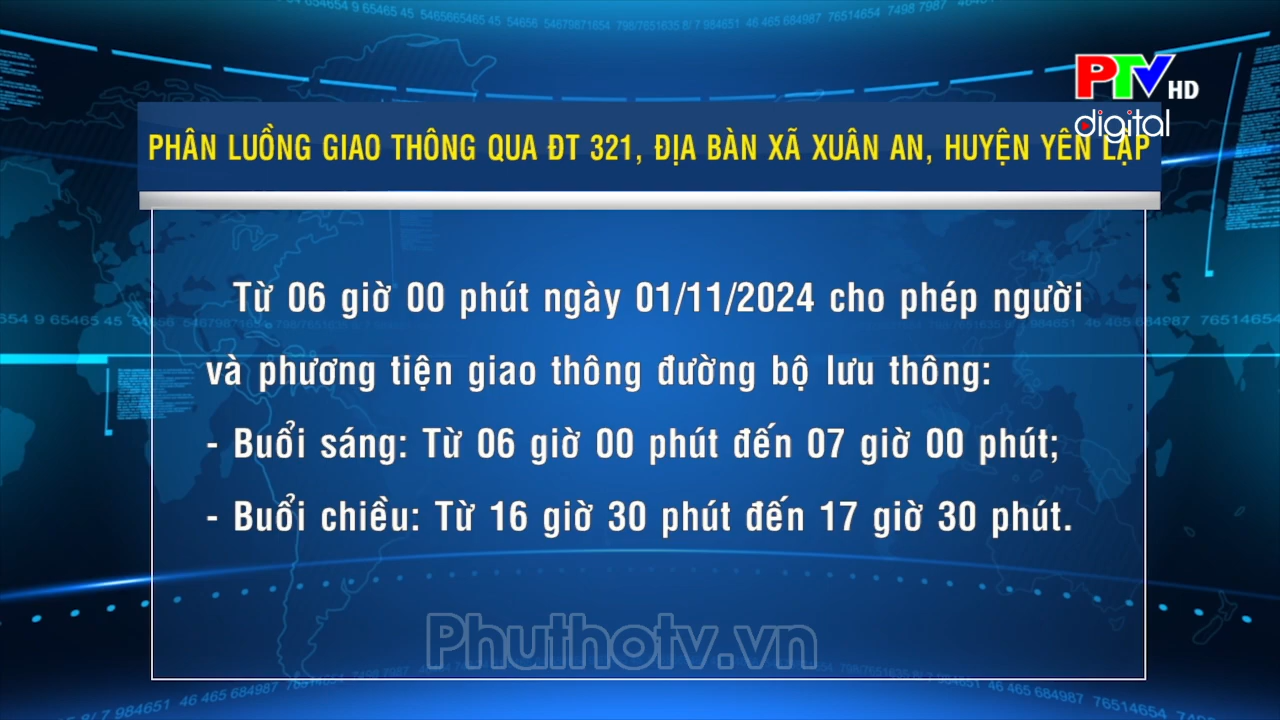 PTV HD
digital
PHÂN LUỒNG GIAO THÔNG QUA ĐT 321, ĐỊA BÀN XÃ XUÂN AN, HUYỆN YÊN LẬP
Từ 06 giờ 00 phút ngày 01/11/2024 cho phép người
và phương tiện giao thông đường bộ lưu thông:
- Buổi sáng: Từ 06 giờ 00 phút đến 07 giờ 00 phút;
- Buổi chiều: Từ 16 giờ 30 phút đến 17 giờ 30 phút.
Phuthotv.vn